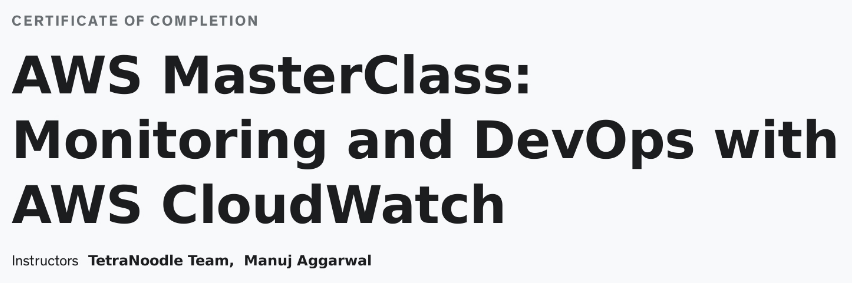 CERTIFICATE OF COMPLETION
AWS MasterClass:
Monitoring and DevOps with
AWS CloudWatch
Instructors TetraNoodle Team, Manuj Aggarwal